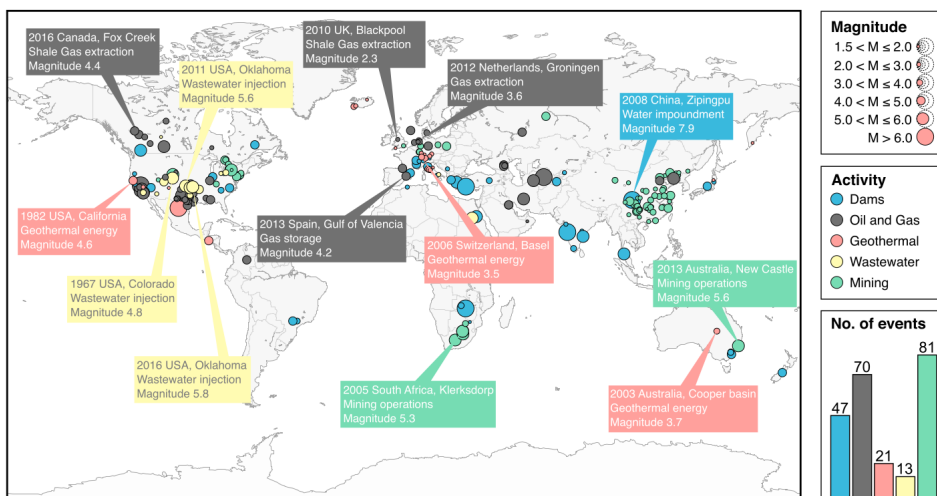 2016 Canada, Fox Creek
Shale Gas extraction
Magnitude 4.4
2011 USA, Oklahoma
Wastewater injection
Magnitude 5.6
2010 UK, Blackpool
Shale Gas extraction
Magnitude 2.3
2012 Netherlands, Groningen
Gas extraction
Magnitude 3.6
2008 China, Zipingpu
Water impoundment
Magnitude 7.9
1982 USA, California
Geothermal energy
Magnitude 4.6
2013 Spain, Gulf of Valencia
Gas storage
Magnitude 4.2
2006 Switzerland, Basel
Geothermal energy
Magnitude 3.5
1967 USA, Colorado
Wastewater injection
Magnitude 4.8
2013 Australia, New Castle
Mining operations
Magnitude 5.6
2016 USA, Oklahoma
Wastewater injection
Magnitude 5.8
2005 South Africa, Klerksdorp
Mining operations
Magnitude 5.3
2003 Australia, Cooper basin
Geothermal energy
Magnitude 3.7
Magnitude
1.5 < M ≤ 2.0
2.0 < M ≤ 3.0
3.0 < M ≤ 4.0
4.0 < M ≤ 5.0
5.0 < M ≤ 6.0
M > 6.0
Activity
Dams
Oil and Gas
Geothermal
Wastewater
Mining
No. of events
47
70
21
13
81